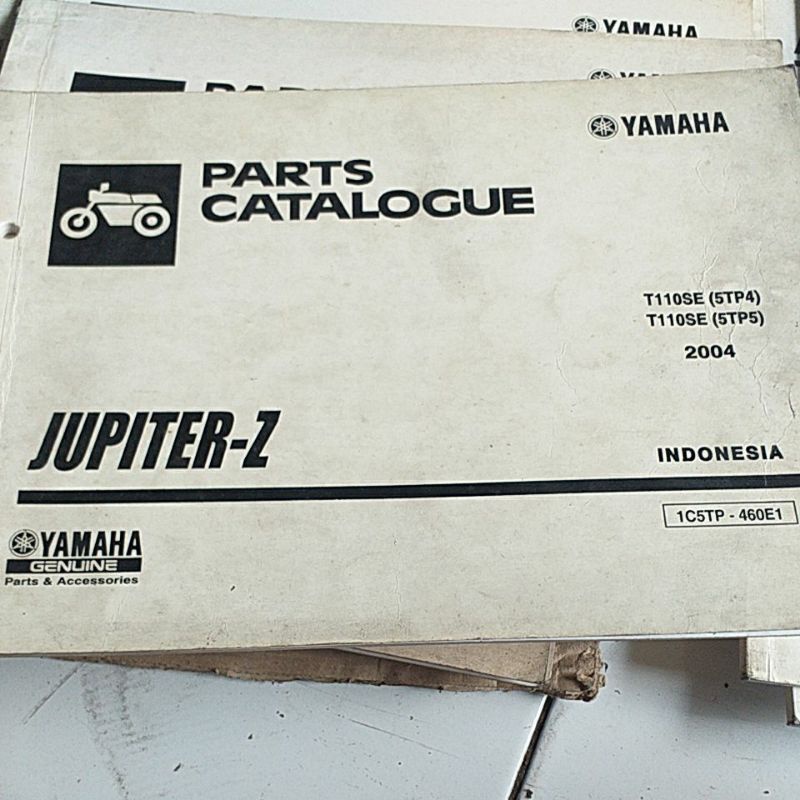 YAMAHA
YAMAHA
PARTS
CATALOGUE
T110SE (5TP4)
T110SE (5TP5)
2004
JUPITER-Z
INDONESIA
1C5TP - 460E1
YAMAHA
GENUINE
Parts & Accessories